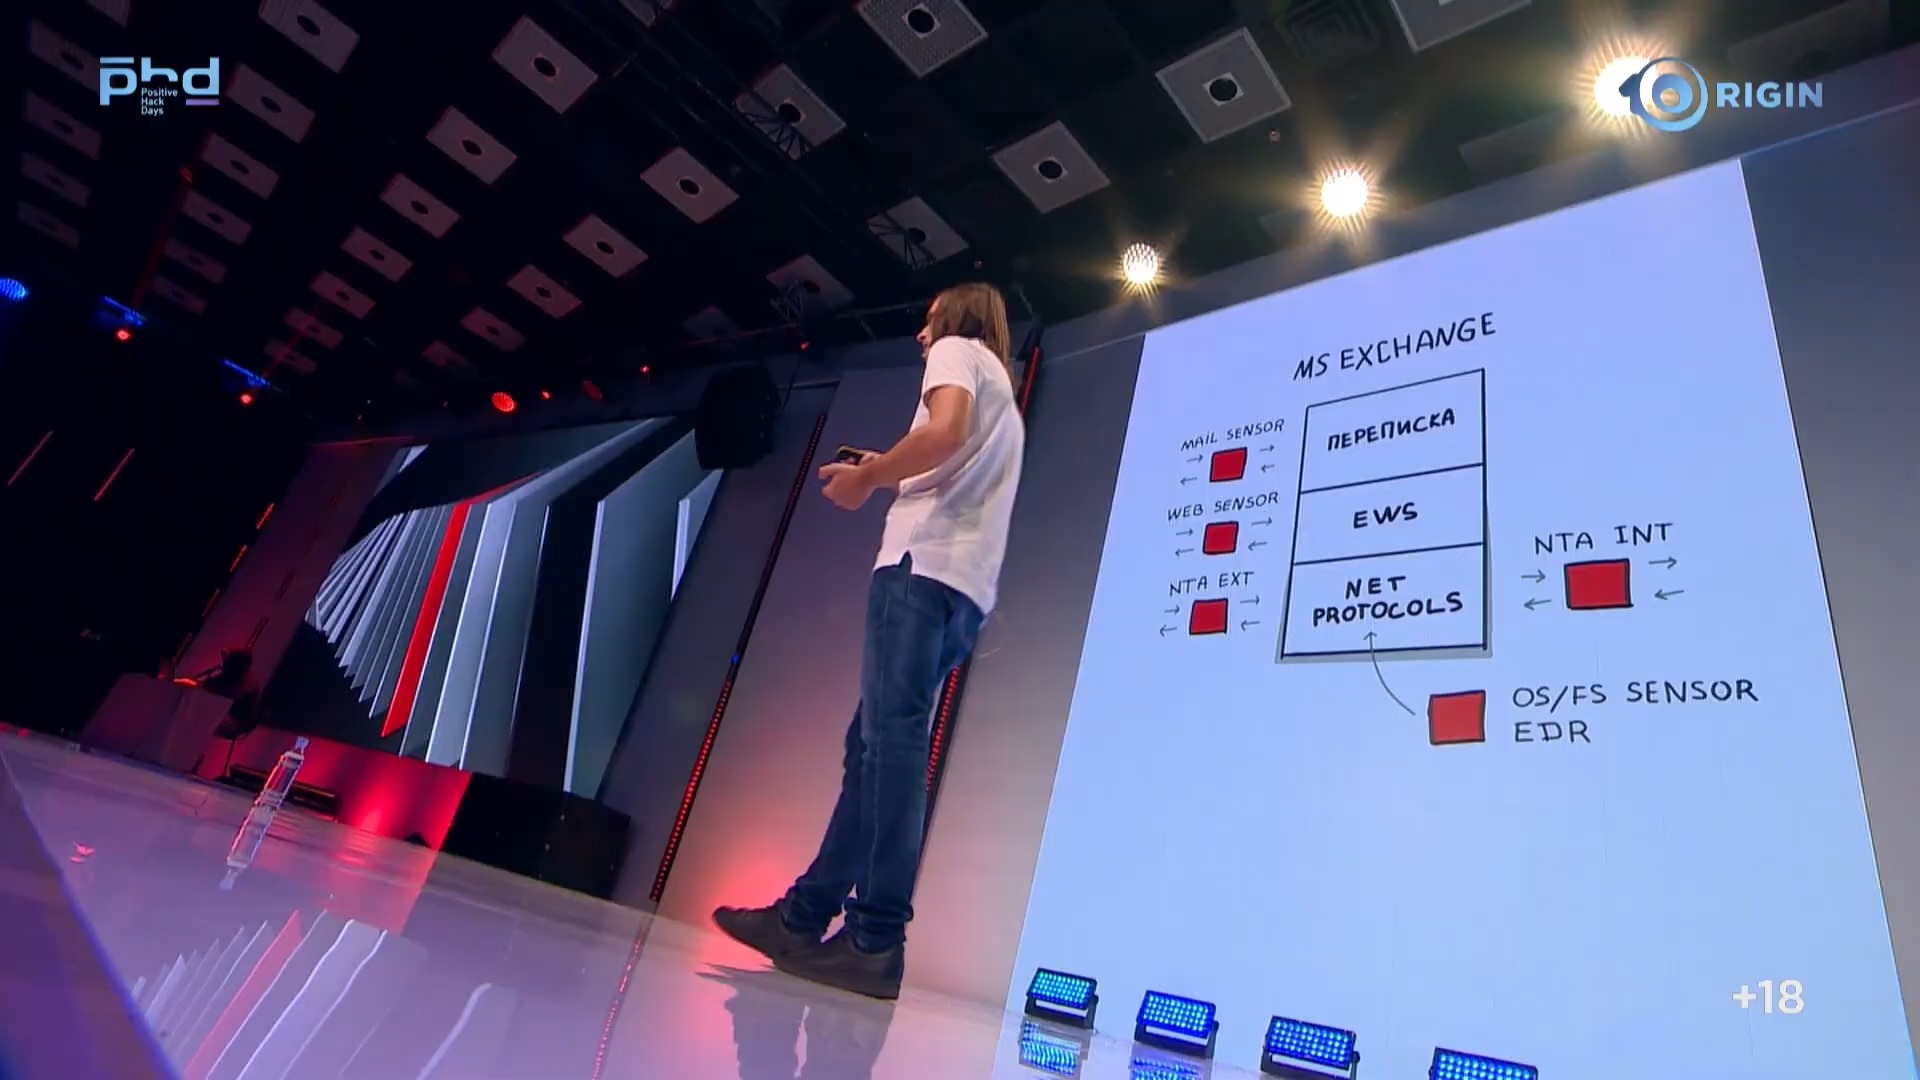 phd
Positive
Hack
Days
10RIGIN
MS EXCHANGE
MAIL SENSOR
ПЕРЕПИСКА
WEB SENSOR
EWS
NTA EXT
NET
PROTOCOLS
NTA INT
OS/FS SENSOR
EDR
+18